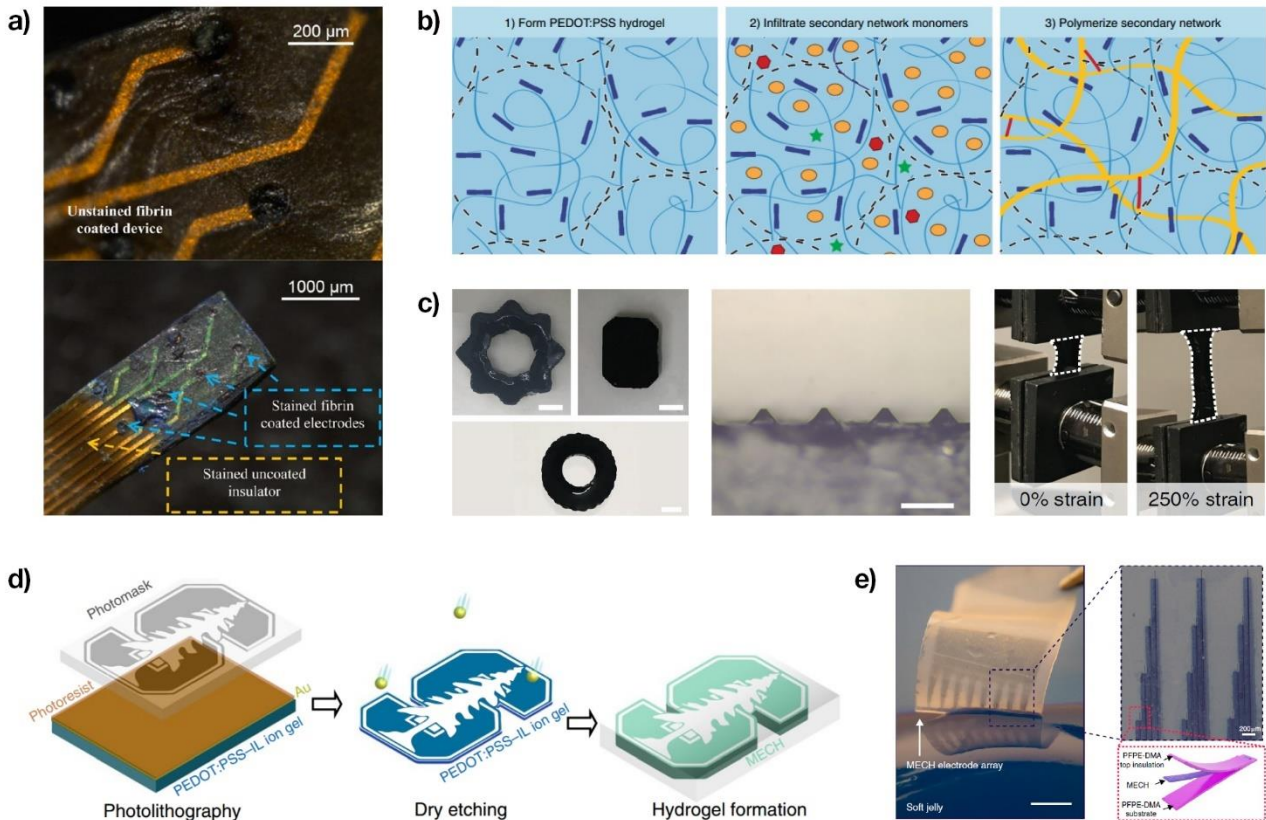 a)
200 µm
Unstained fibrin
coated device
1000 µm
Stained fibrin
coated electrodes
Stained uncoated
insulator
b)
1) Form PEDOT:PSS hydrogel
2) Infiltrate secondary network monomers
3) Polymerize secondary network
c)
0% strain
250% strain
d)
Photomask
Photoresist
Au
PEDOT:PSS–IL ion gel
Photolithography
PEDOT:PSS–IL ion gel
Dry etching
MECH
Hydrogel formation
e)
MECH electrode array
Soft jelly
200 µm
PFPE-DMA
top insulation
MECH
PFPE-DMA
substrate